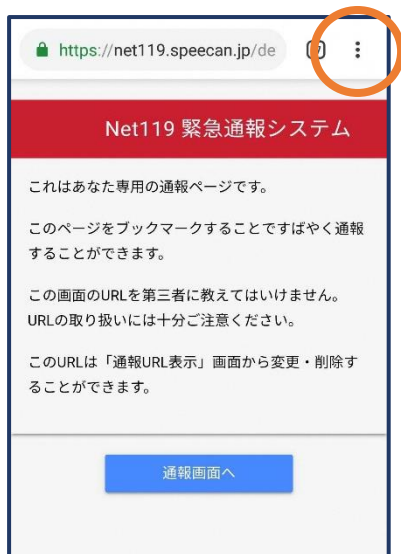 https://net119.speecan.jp/de
Net119 緊急通報システム
これはあなた専用の通報ページです。
このページをブックマークすることですばやく通報
することができます。
この画面のURLを第三者に教えてはいけません。
URLの取り扱いには十分ご注意ください。
このURLは「通報URL表示」画面から変更・削除す
ることができます。
通報画面へ